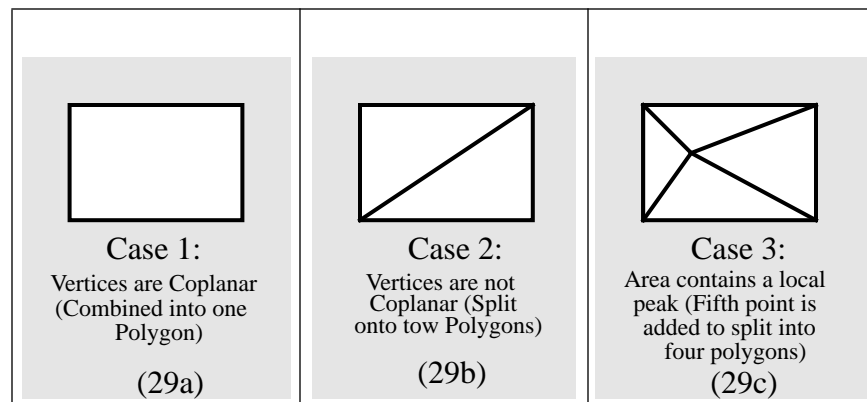 Case 1:
Vertices are Coplanar
(Combined into one
Polygon)
(29a)
Case 2:
Vertices are not
Coplanar (Split
onto tow Polygons)
(29b)
Case 3:
Area contains a local
peak (Fifth point is
added to split into
four polygons)
(29c)